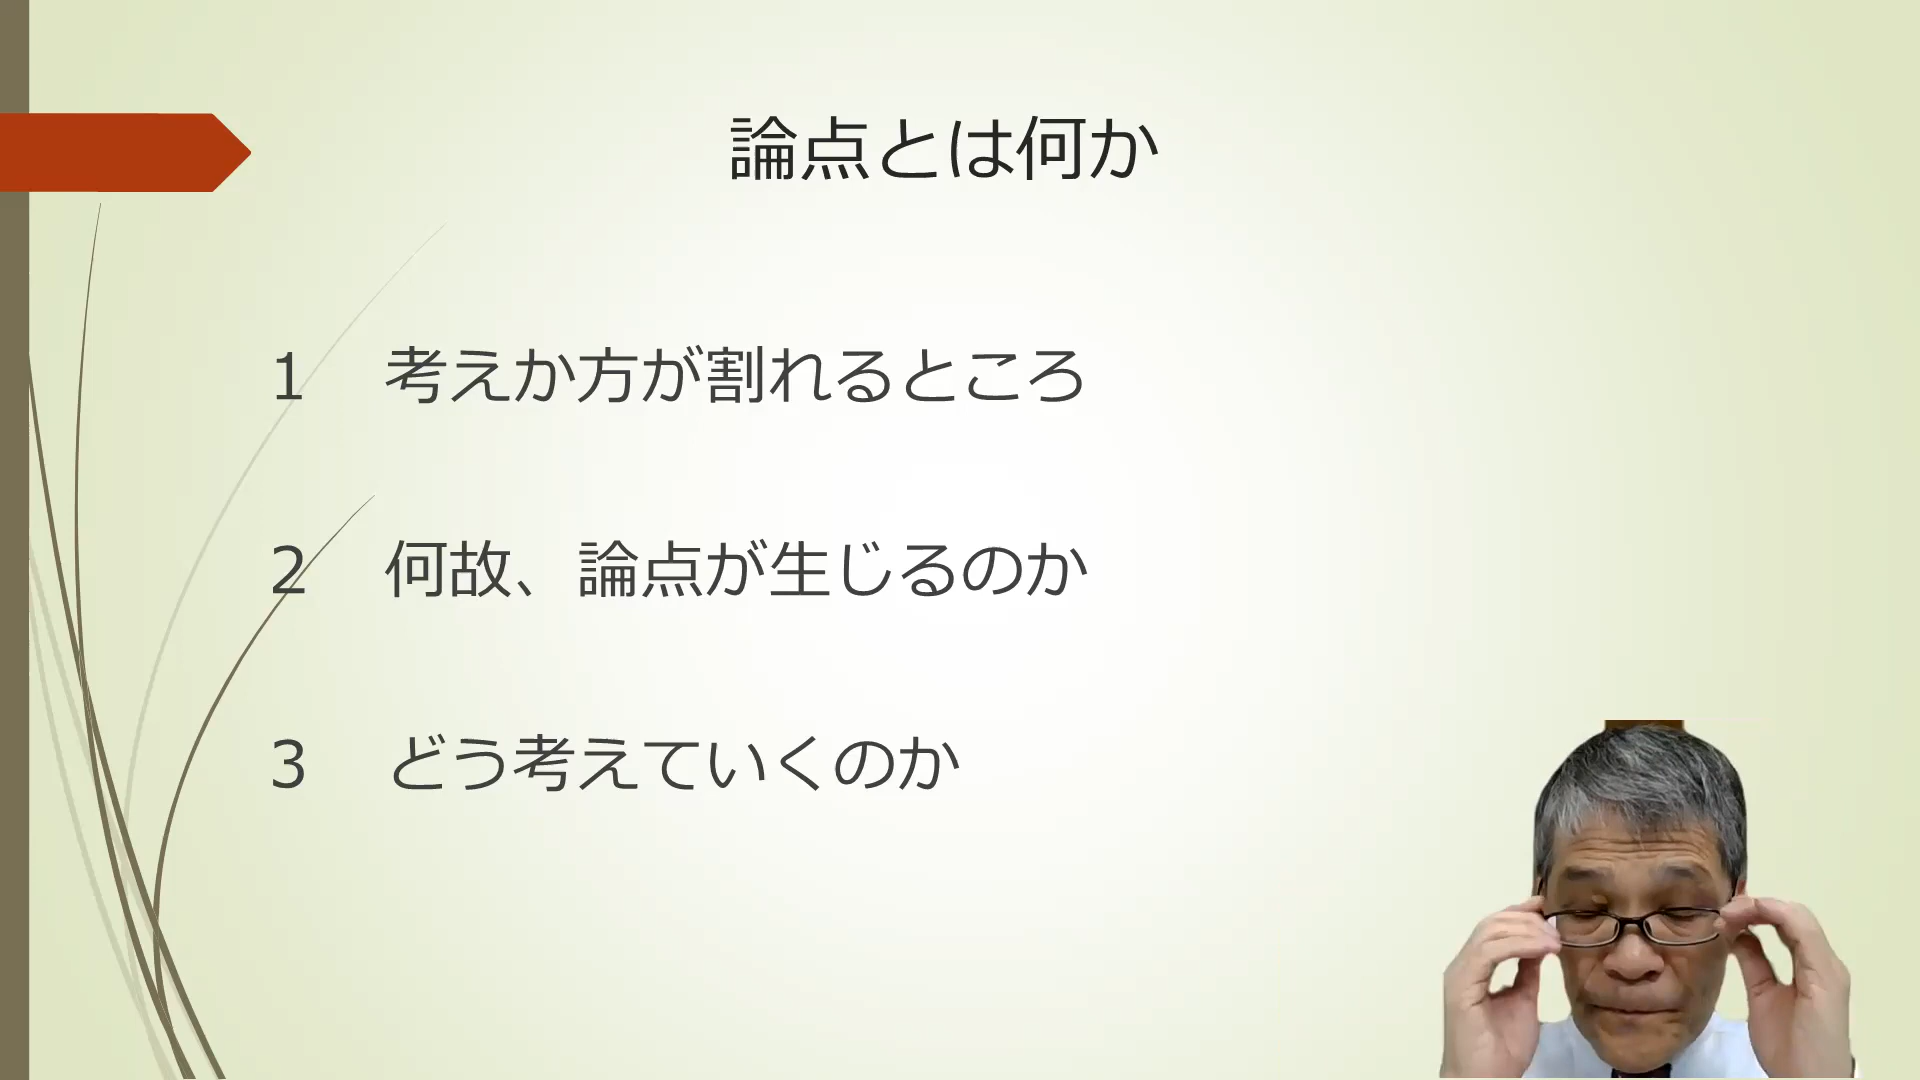 論点とは何か
1 考えか方が割れるところ
2 何故、論点が生じるのか
3 どう考えていくのか